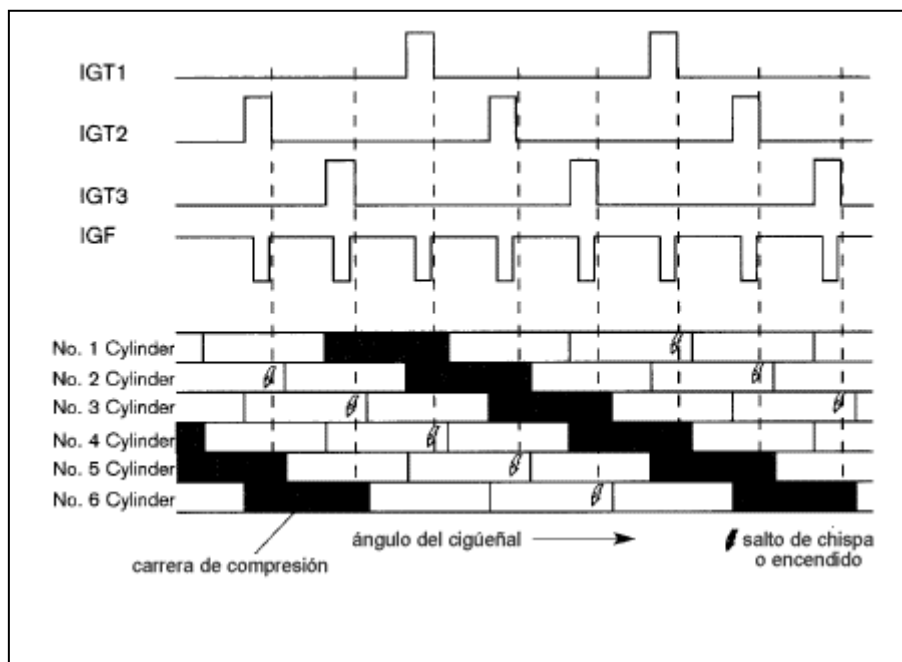 IGT1
IGT2
IGT3
IGF
No. 1 Cylinder
No. 2 Cylinder
No. 3 Cylinder
No. 4 Cylinder
No. 5 Cylinder
No. 6 Cylinder
carrera de compresión
ángulo del cigüeñal
salto de chispa
o encendido